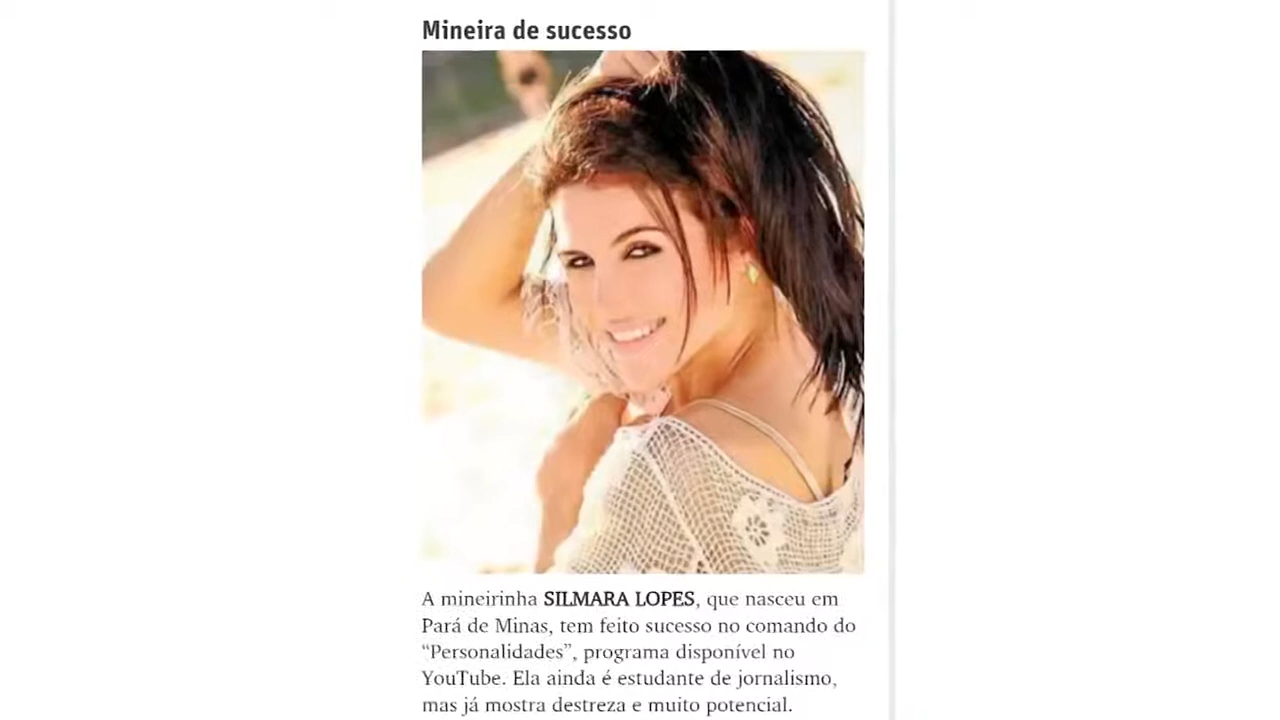 Mineira de sucesso
A mineirinha SILMARA LOPES, que nasceu em
Pará de Minas, tem feito sucesso no comando do
“Personalidades”, programa disponível no
YouTube. Ela ainda é estudante de jornalismo,
mas já mostra destreza e muito potencial.